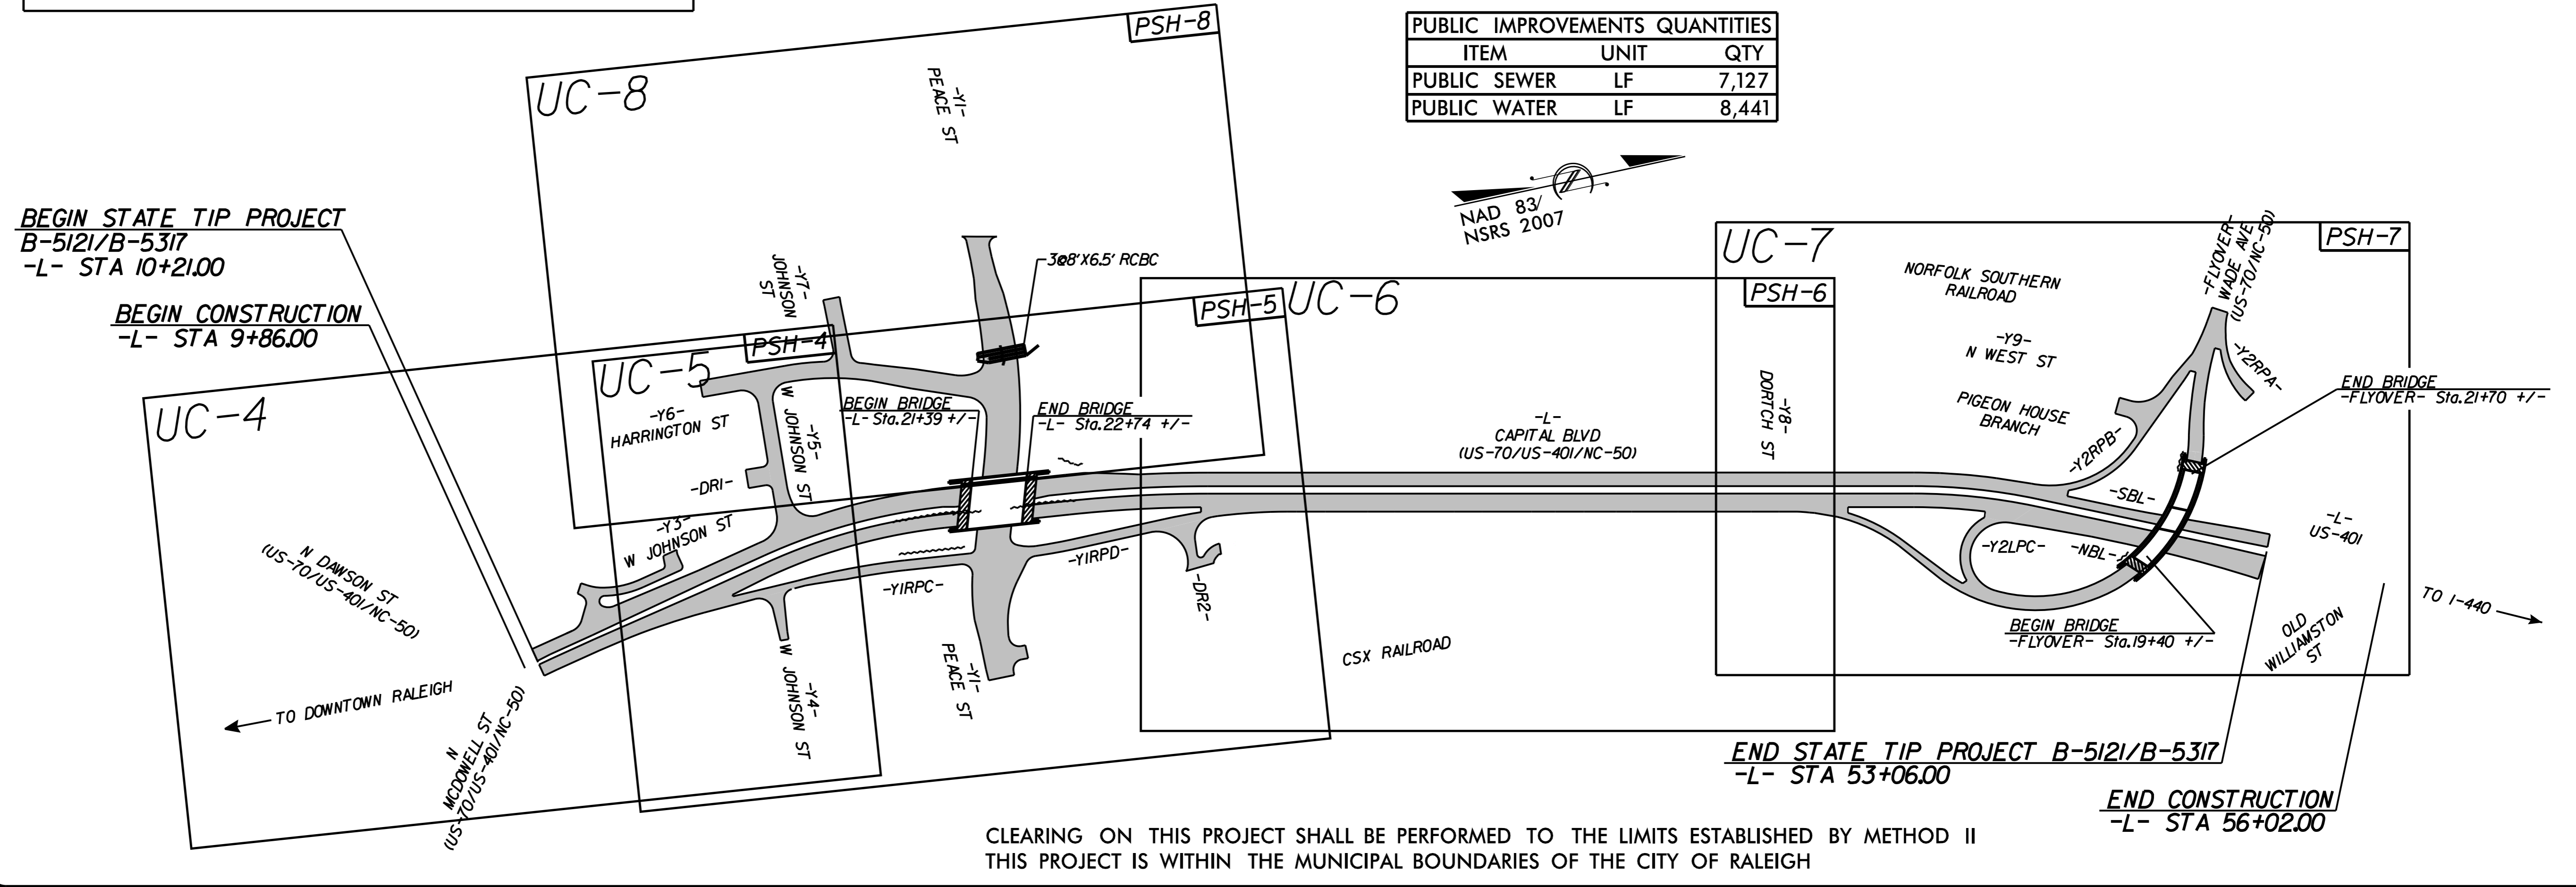 PSH-8
UC-8
-Y1-
PEACE ST
PUBLIC IMPROVEMENTS QUANTITIES
ITEM UNIT QTY
PUBLIC SEWER LF 7,127
PUBLIC WATER LF 8,441
NAD 83/
NSRS 2007
BEGIN STATE TIP PROJECT
B-5121/B-5317
-L- STA 10+21.00
BEGIN CONSTRUCTION
-L- STA 9+86.00
-Y7-
JOHNSON
ST
3@8'X6.5' RCBC
PSH-5
UC-6
PSH-6
UC-7
PSH-7
NORFOLK SOUTHERN
RAILROAD
-Y9-
N WEST ST
PIGEON HOUSE
BRANCH
-FLYOVER-
WADE AVE
(US-70/NC-50)
-Y2RPA-
END BRIDGE
-FLYOVER- Sta.21+70 +/-
UC-4
PSH-4
UC-5
-Y6-
HARRINGTON ST
-Y5-
W JOHNSON ST
BEGIN BRIDGE
-L- Sta.21+39 +/-
END BRIDGE
-L- Sta.22+74 +/-
-L-
CAPITAL BLVD
(US-70/US-401/NC-50)
-Y8-
DORTCH ST
-Y2RPB-
-SBL-
-L-
US-401
-DR1-
-Y3-
W JOHNSON ST
N DAWSON ST
(US-70/US-401/NC-50)
-Y1RPC-
-Y1RPD-
-DR2-
-Y2LPC-
-NBL-
BEGIN BRIDGE
-FLYOVER- Sta.19+40 +/-
OLD
WILLIAMSTON
ST
TO I-440
TO DOWNTOWN RALEIGH
N
MCDOWELL ST
(US-70/US-401/NC-50)
-Y4-
W JOHNSON ST
-Y1-
PEACE ST
CSX RAILROAD
END STATE TIP PROJECT B-5121/B-5317
-L- STA 53+06.00
END CONSTRUCTION
-L- STA 56+02.00
CLEARING ON THIS PROJECT SHALL BE PERFORMED TO THE LIMITS ESTABLISHED BY METHOD II
THIS PROJECT IS WITHIN THE MUNICIPAL BOUNDARIES OF THE CITY OF RALEIGH